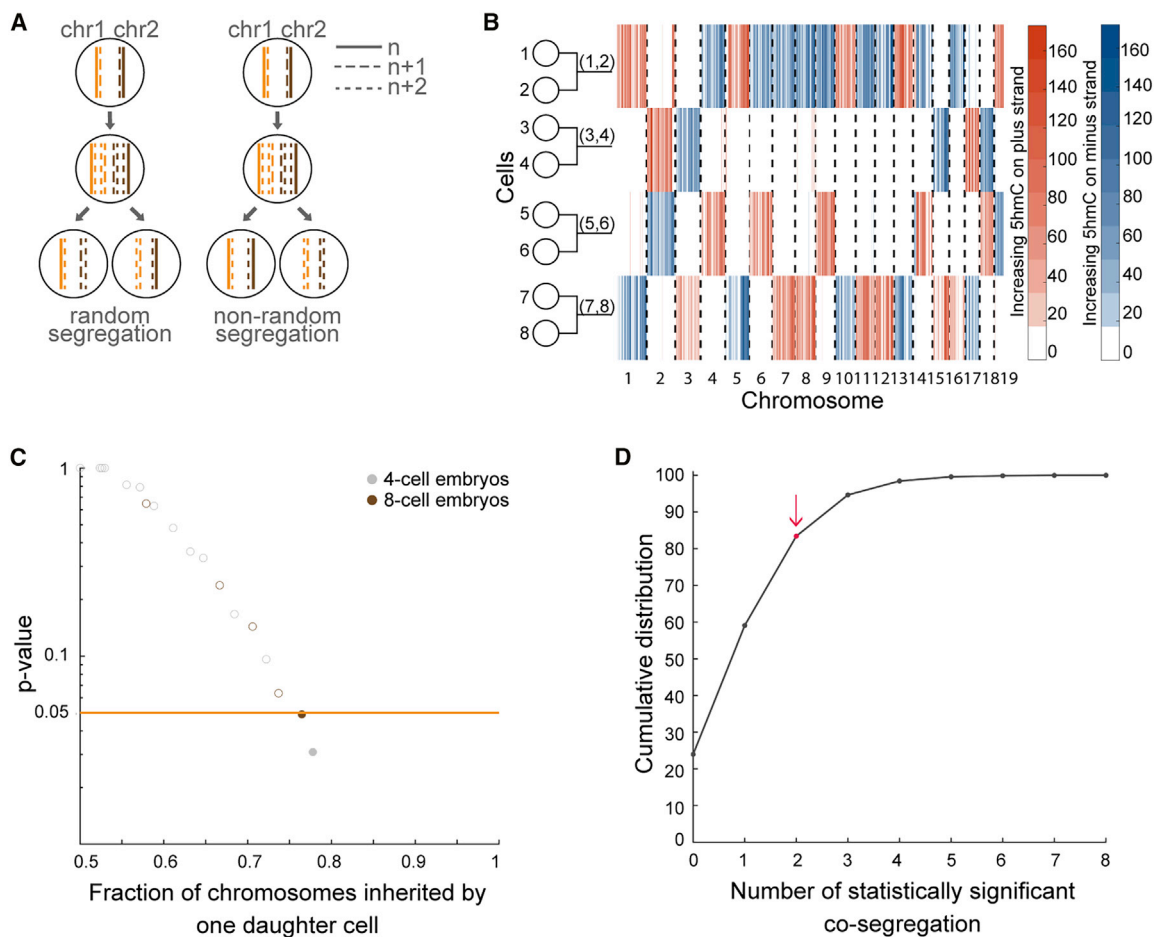 A
chr1 chr2
chr1 chr2
n
n+1
n+2
random
segregation
non-random
segregation
B
Cells
1
2
(1,2)
3
4
(3,4)
5
6
(5,6)
7
8
(7,8)
1 2 3 4 5 6 7 8 9 10 11 12 13 14 15 16 17 18 19
Chromosome
Increasing 5hmC on plus strand
160
140
120
100
80
60
40
20
0
Increasing 5hmC on minus strand
160
140
120
100
80
60
40
20
0
C
p-value
1
0.1
0.05
4-cell embryos
8-cell embryos
0.5 0.6 0.7 0.8 0.9 1
Fraction of chromosomes inherited by
one daughter cell
D
Cumulative distribution
100
90
80
70
60
50
40
30
20
10
0
0 1 2 3 4 5 6 7 8
Number of statistically significant
co-segregation